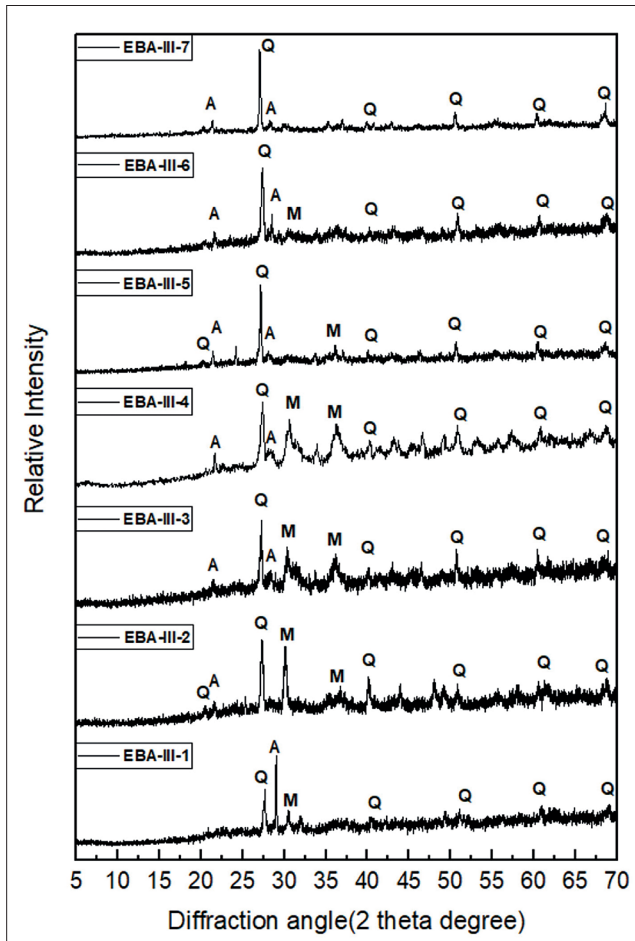 EBA-III-7
Q
A
A
Q
Q
Q
Q
EBA-III-6
Q
A
A
M
Q
Q
Q
Q
EBA-III-5
Q
Q
A
A
M
Q
Q
Q
Q
EBA-III-4
Q
A
A
M
M
Q
Q
Q
Q
EBA-III-3
Q
A
A
M
M
Q
Q
Q
Q
EBA-III-2
Q
A
Q
M
M
Q
Q
Q
Q
EBA-III-1
Q
A
M
Q
Q
Q
Q
Relative Intensity
5 10 15 20 25 30 35 40 45 50 55 60 65 70
Diffraction angle(2 theta degree)